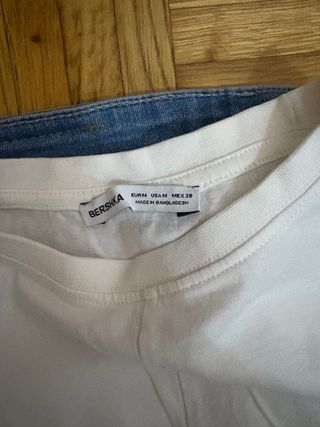 BERSHKA
EUR M USA M MEX 28
MADE IN BANGLADESH